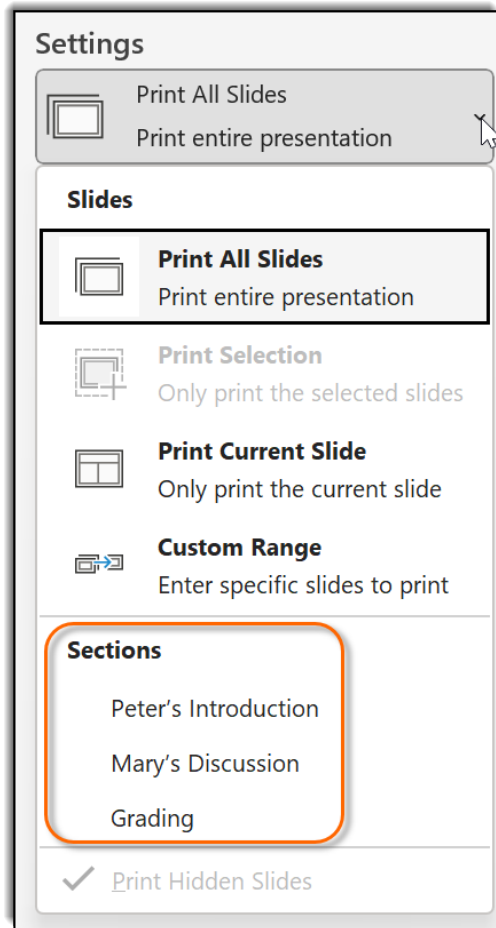 Settings
Print All Slides
Print entire presentation
Slides
Print All Slides
Print entire presentation
Print Selection
Only print the selected slides
Print Current Slide
Only print the current slide
Custom Range
Enter specific slides to print
Sections
Peter’s Introduction
Mary’s Discussion
Grading
Print Hidden Slides